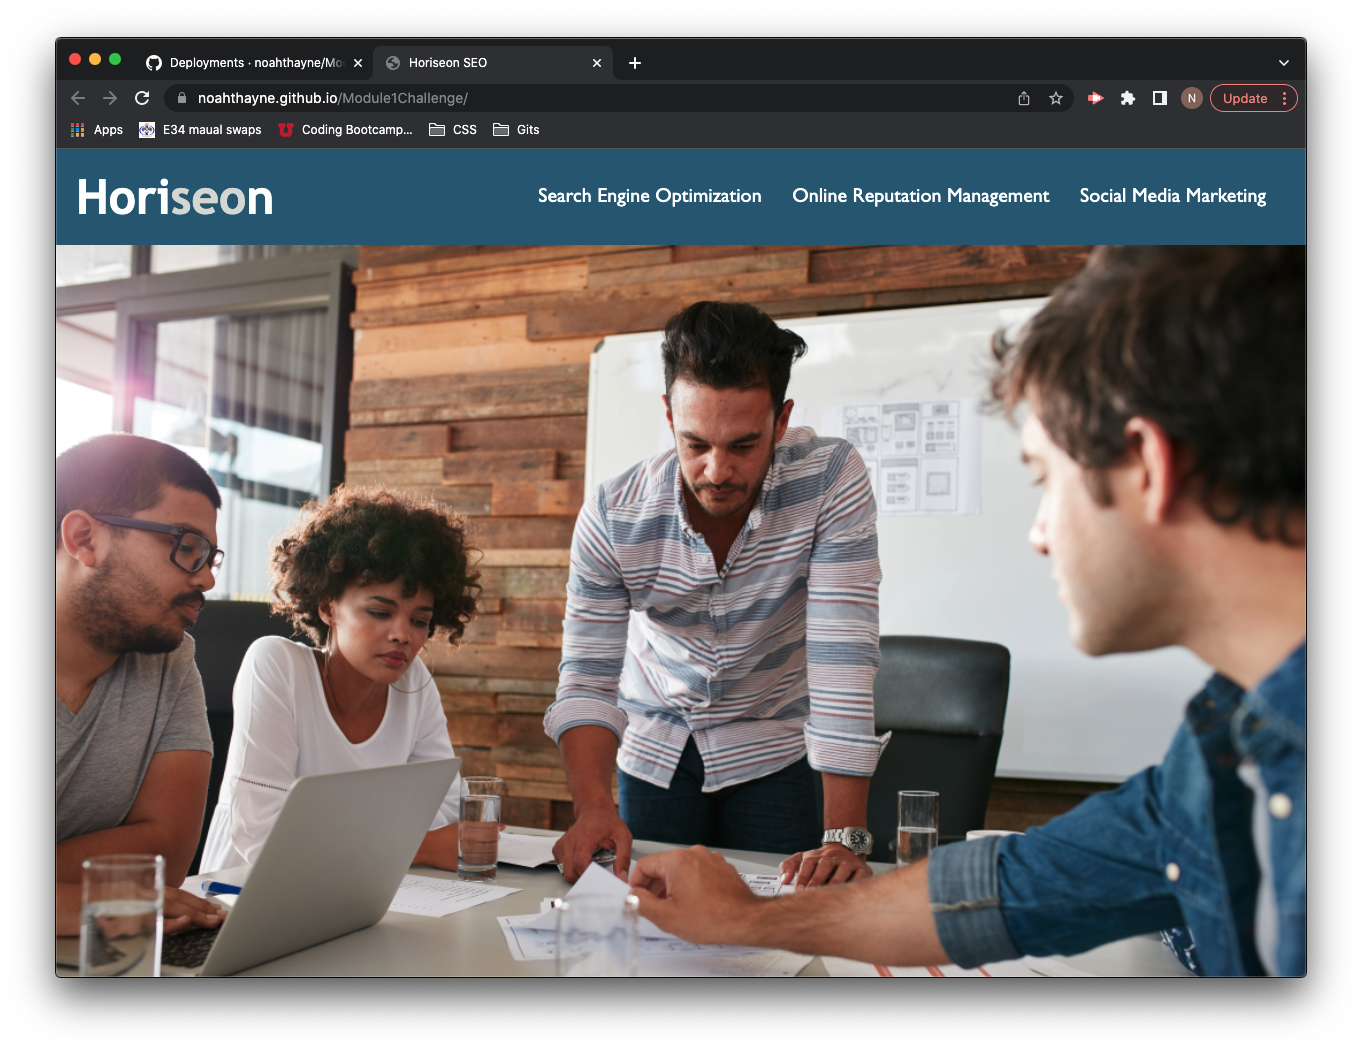 Deployments · noahthayne/Mo
Horiseon SEO
noahthayne.github.io/Module1Challenge/
N
Update
Apps
E34 maual swaps
Coding Bootcamp...
CSS
Gits
Horiseon
Search Engine Optimization
Online Reputation Management
Social Media Marketing